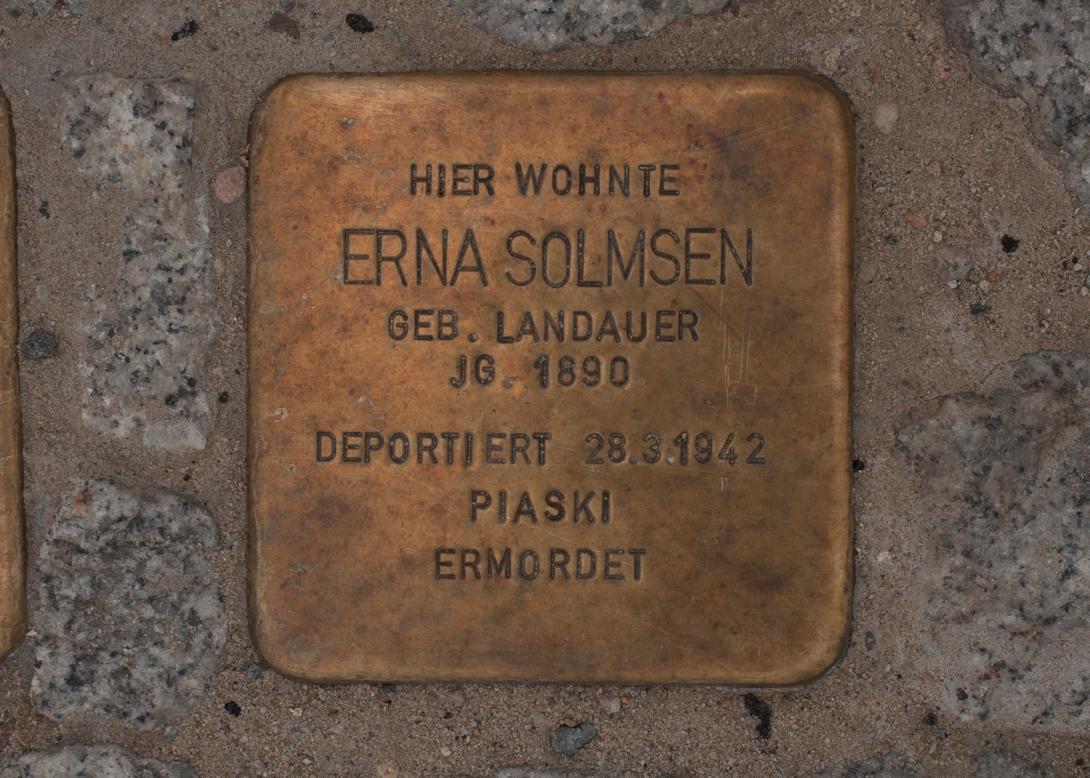 HIER WOHNTE
ERNA SOLMSEN
GEB. LANDAUER
JG. 1890
DEPORTIERT 28.3.1942
PIASKI
ERMORDET